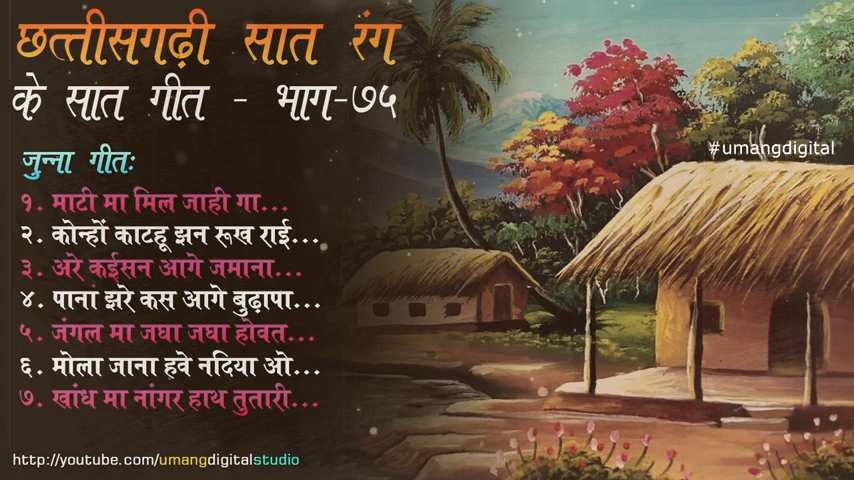 छत्तीसगढ़ी सात रंग
के सात गीत - भाग-७५
#umangdigital
जुन्ना गीतः
१. माटी मा मिल जाही गा...
२. कोन्हों काटहू झन रूख राई...
३. अरे कईसन आगे जमाना...
४. पाना झरे कस आगे बुढ़ापा...
५. जंगल मा जघा जघा होवत...
६. मोला जाना हवे नदिया ओ...
७. खांध मा नांगर हाथ तुतारी...
http://youtube.com/umangdigitalstudio